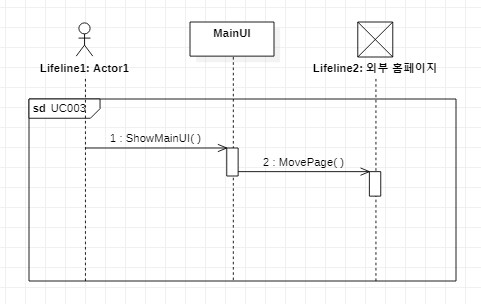 MainUI
Lifeline1: Actor1
Lifeline2: 외부 홈페이지
sd UC003
1 : ShowMainUI( )
2 : MovePage( )